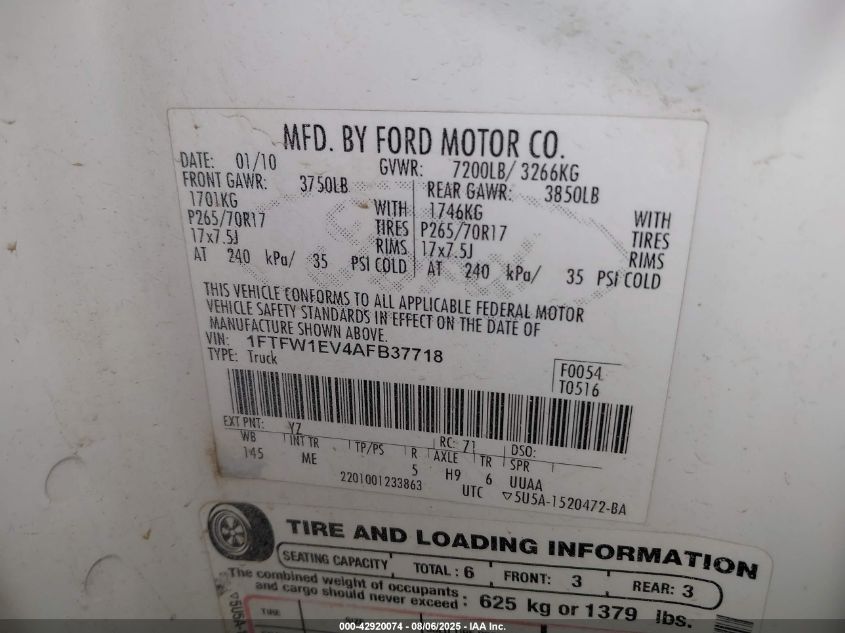 MFD. BY FORD MOTOR CO.
DATE: 01/10 GVWR: 7200LB/ 3266KG
FRONT GAWR: 3750LB REAR GAWR: 3850LB
1701KG WITH 1746KG WITH
P265/70R17 TIRES P265/70R17 TIRES
17x7.5J RIMS 17x7.5J RIMS
AT 240 kPa/ 35 PSI COLD AT 240 kPa/ 35 PSI COLD
THIS VEHICLE CONFORMS TO ALL APPLICABLE FEDERAL MOTOR
VEHICLE SAFETY STANDARDS IN EFFECT ON THE DATE OF
MANUFACTURE SHOWN ABOVE.
VIN: 1FTFW1EV4AFB37718
TYPE: Truck
F0054
T0516
EXT PNT: YZ RC: 71 DSO:
WB INT TR TP/PS R AXLE TR SPR
145 ME 5 H9 6 UUAA
2201001233863 UTC ▽5U5A-1520472-BA
TIRE AND LOADING INFORMATION
SEATING CAPACITY TOTAL : 6 FRONT: 3 REAR: 3
The combined weight of occupants
and cargo should never exceed : 625 kg or 1379 lbs.
▽5U5A-
TIRE
000-42920074 - 08/06/2025 - IAA Inc.